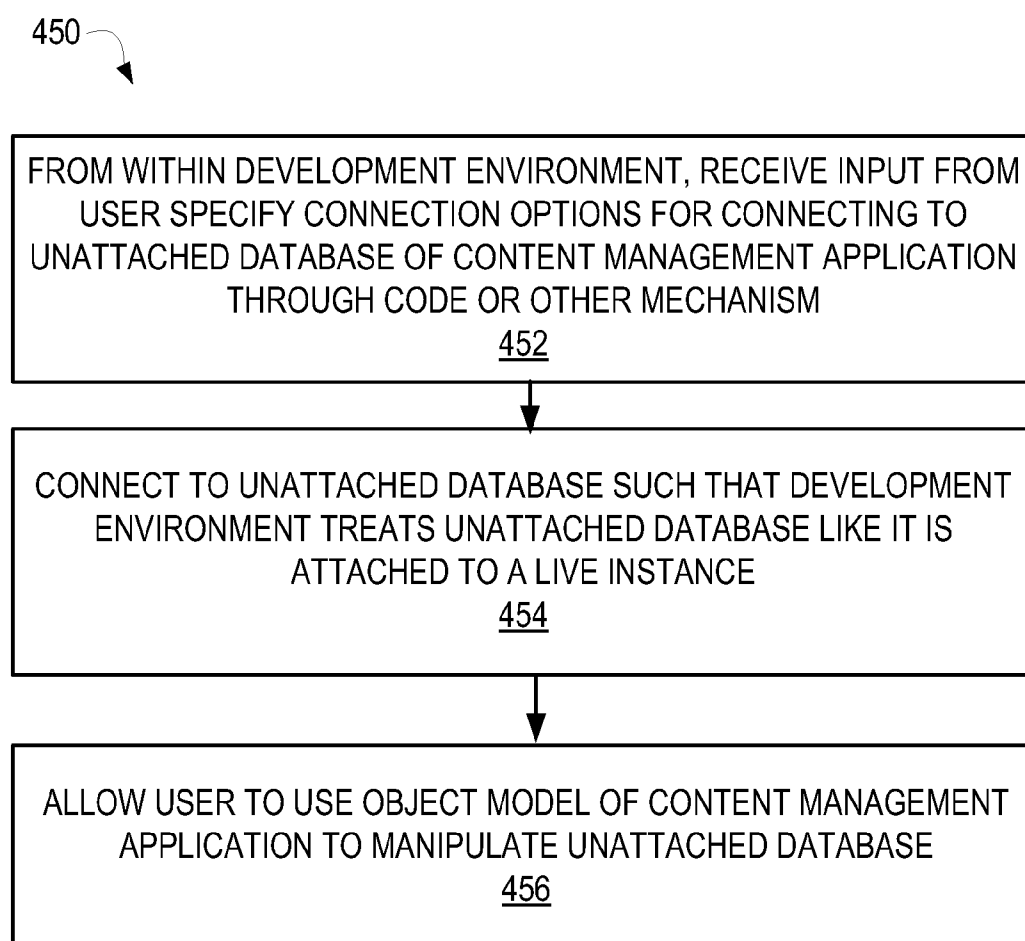 450
FROM WITHIN DEVELOPMENT ENVIRONMENT, RECEIVE INPUT FROM
USER SPECIFY CONNECTION OPTIONS FOR CONNECTING TO
UNATTACHED DATABASE OF CONTENT MANAGEMENT APPLICATION
THROUGH CODE OR OTHER MECHANISM
452
CONNECT TO UNATTACHED DATABASE SUCH THAT DEVELOPMENT
ENVIRONMENT TREATS UNATTACHED DATABASE LIKE IT IS
ATTACHED TO A LIVE INSTANCE
454
ALLOW USER TO USE OBJECT MODEL OF CONTENT MANAGEMENT
APPLICATION TO MANIPULATE UNATTACHED DATABASE
456